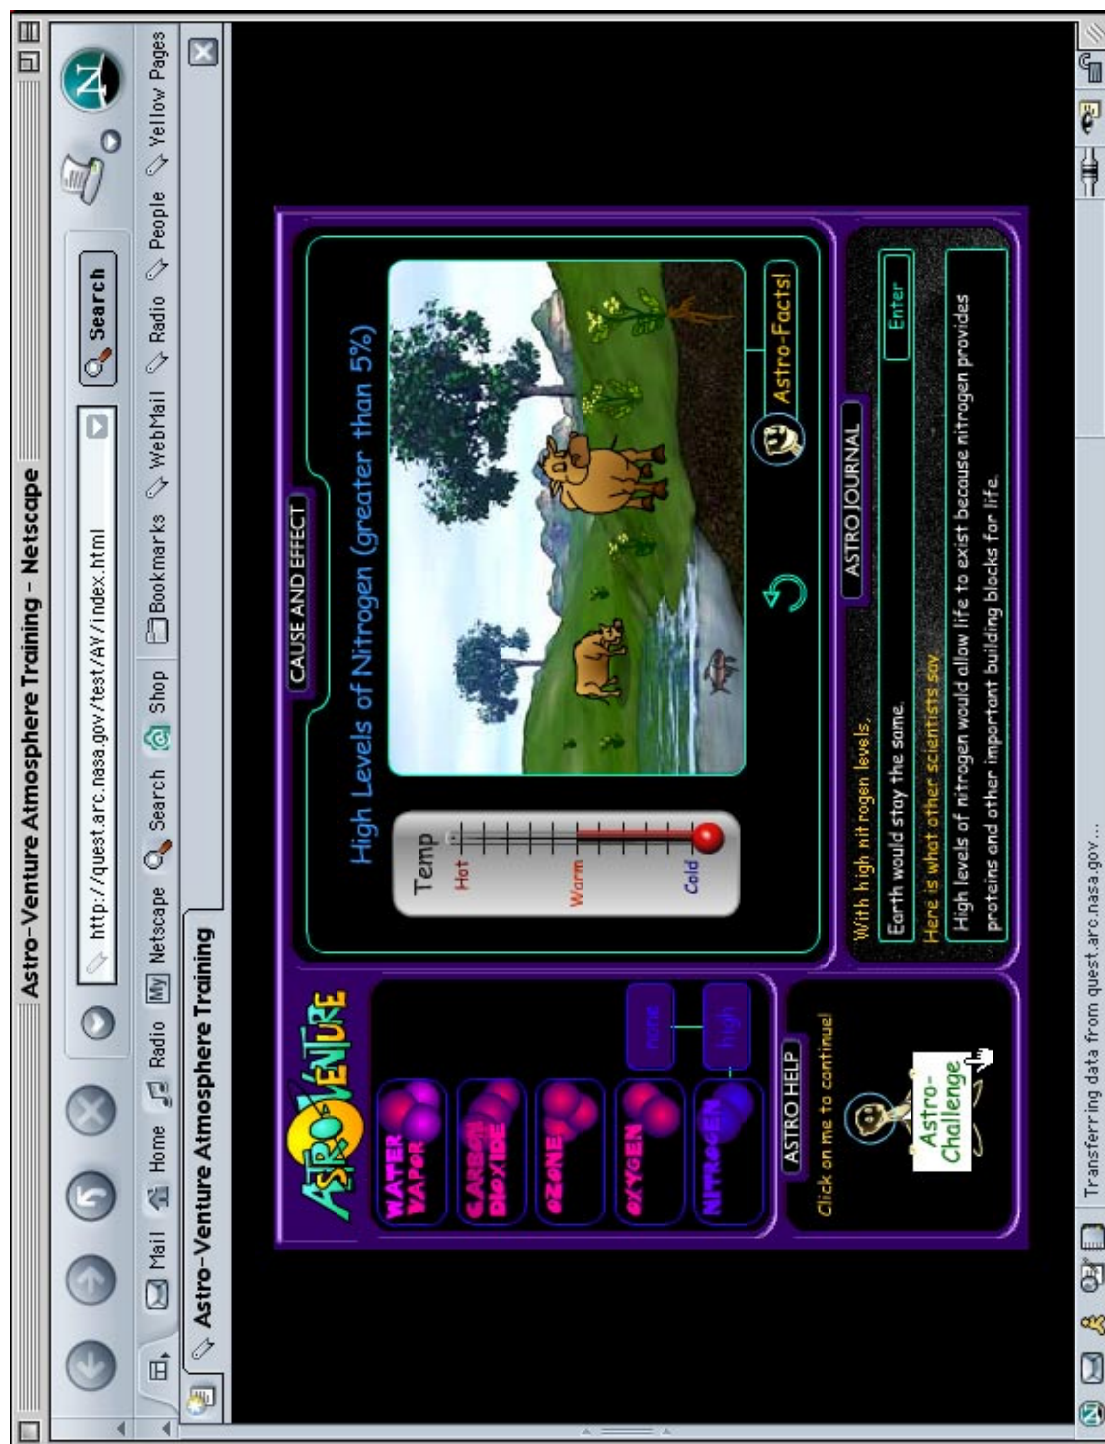 Astro-Venture Atmosphere Training - Netscape
http://quest.arc.nasa.gov/test/AV/index.html
Search
N
Mail
Home
Radio
My
Netscape
Search
Shop
Bookmarks
WebMail
Radio
People
Yellow Pages
Astro-Venture Atmosphere Training
ASTRO-VENTURE
WATER
VAPOR
CARBON
DIOXIDE
OZONE
OXYGEN
NITROGEN
none
high
CAUSE AND EFFECT
High Levels of Nitrogen (greater than 5%)
Temp
Hot
Warm
Cold
Astro-Facts!
ASTRO HELP
Click on me to continue!
Astro-
Challenge
ASTRO JOURNAL
With high nitrogen levels,
Earth would stay the same.
Enter
Here is what other scientists say.
High levels of nitrogen would allow life to exist because nitrogen provides
proteins and other important building blocks for life.
N
Transferring data from quest.arc.nasa.gov...